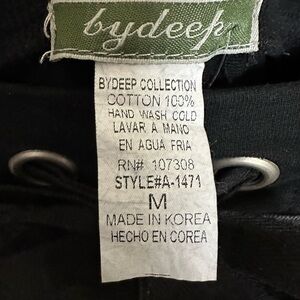 bydeep
BYDEEP COLLECTION
COTTON 100%
HAND WASH COLD
LAVAR A MANO
EN AGUA FRIA
RN# 107308
STYLE#A-1471
M
MADE IN KOREA
HECHO EN COREA